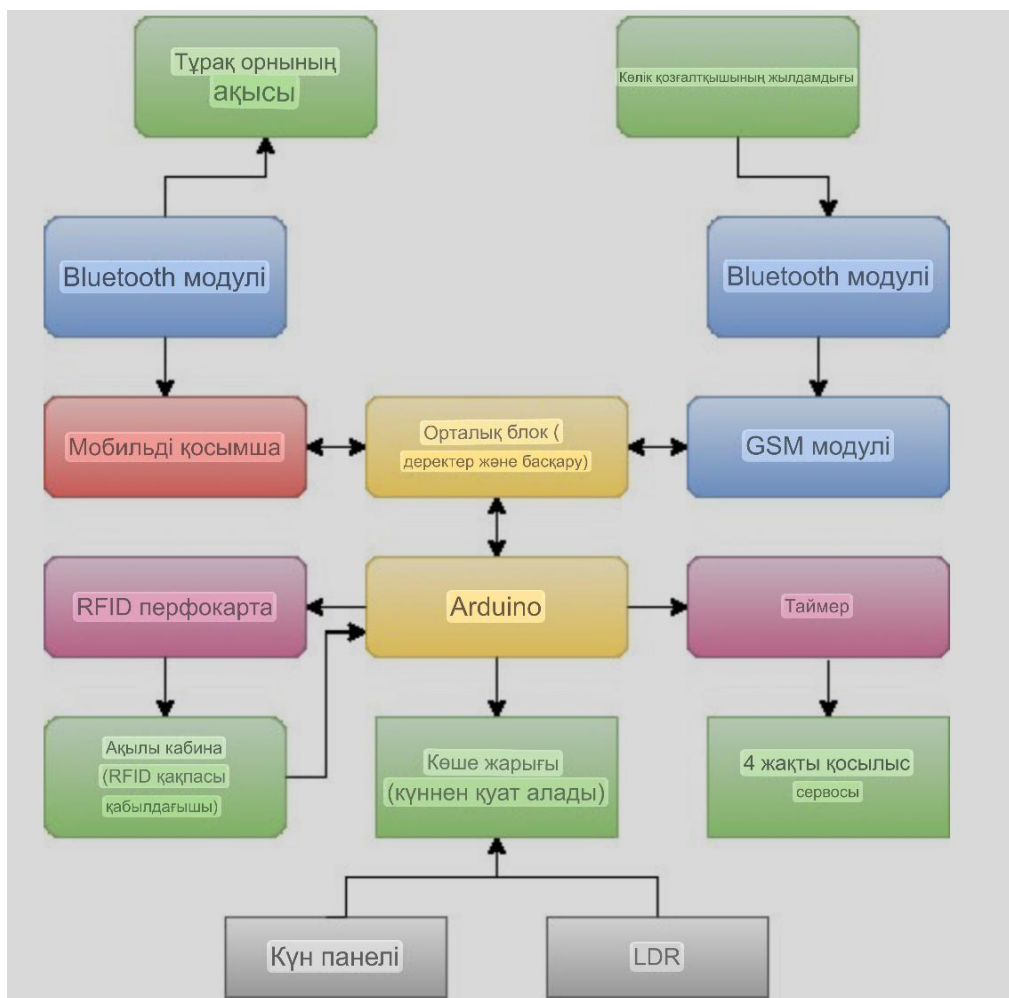 Тұрақ орнының
ақысы
Көлік қозғалтқышының жылдамдығы
Bluetooth модулі
Bluetooth модулі
Мобильді қосымша
Орталық блок (
деректер және басқару)
GSM модулі
RFID перфокарта
Arduino
Таймер
Ақылы кабина
(RFID қақпасы
қабылдағышы)
Көше жарығы
(күннен қуат алады)
4 жақты қосылыс
сервосы
Күн панелі
LDR